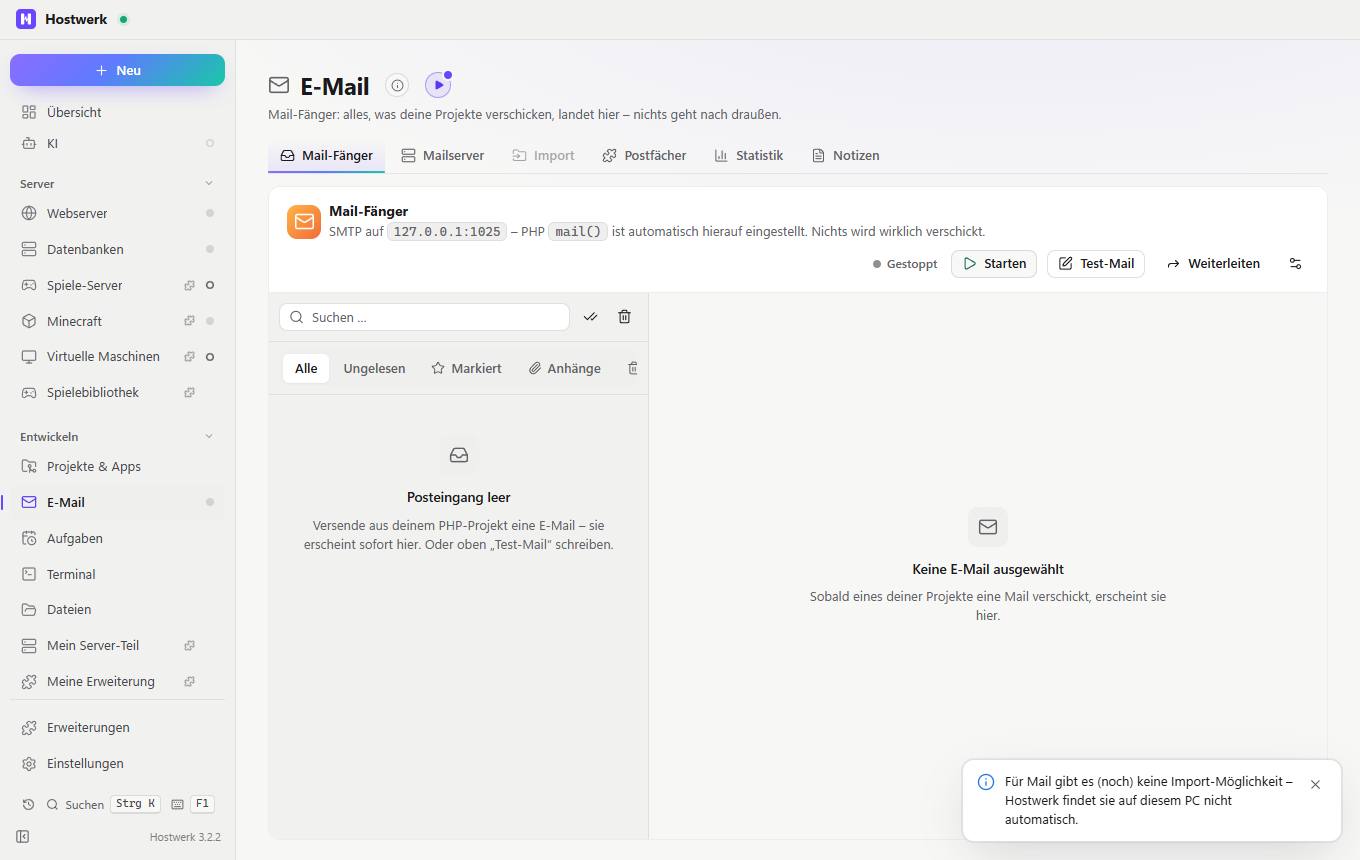 Hostwerk
Neu
Übersicht
KI
Server
Webserver
Datenbanken
Spiele-Server
Minecraft
Virtuelle Maschinen
Spielebibliothek
Entwickeln
Projekte & Apps
E-Mail
Aufgaben
Terminal
Dateien
Mein Server-Teil
Meine Erweiterung
Erweiterungen
Einstellungen
Suchen Strg K F1
Hostwerk 3.2.2
E-Mail
Mail-Fänger: alles, was deine Projekte verschicken, landet hier – nichts geht nach draußen.
Mail-Fänger Mailserver Import Postfächer Statistik Notizen
Mail-Fänger
SMTP auf 127.0.0.1:1025 – PHP mail() ist automatisch hierauf eingestellt. Nichts wird wirklich verschickt.
Gestoppt Starten Test-Mail Weiterleiten
Suchen ...
Alle Ungelesen Markiert Anhänge
Posteingang leer
Versende aus deinem PHP-Projekt eine E-Mail – sie
erscheint sofort hier. Oder oben „Test-Mail“ schreiben.
Keine E-Mail ausgewählt
Sobald eines deiner Projekte eine Mail verschickt, erscheint sie
hier.
Für Mail gibt es (noch) keine Import-Möglichkeit –
Hostwerk findet sie auf diesem PC nicht
automatisch.